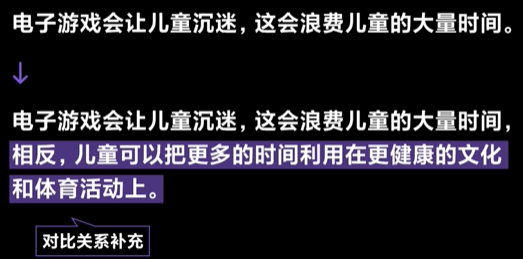 电子游戏会让儿童沉迷，这会浪费儿童的大量时间。
↓
电子游戏会让儿童沉迷，这会浪费儿童的大量时间，
相反，儿童可以把更多的时间利用在更健康的文化
和体育活动上。
对比关系补充